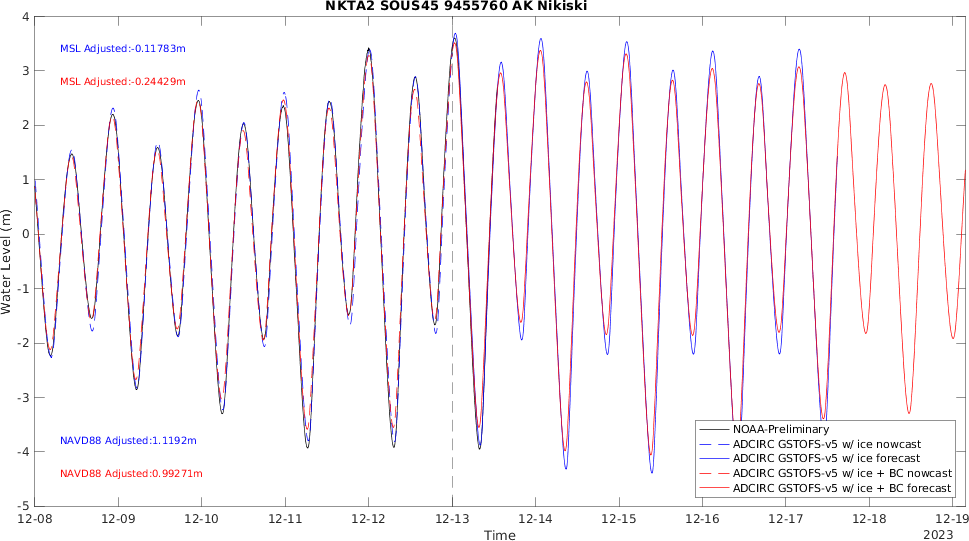 NKTA2 SOUS45 9455760 AK Nikiski
MSL Adjusted:-0.11783m
MSL Adjusted:-0.24429m
NAVD88 Adjusted:1.1192m
NAVD88 Adjusted:0.99271m
Water Level (m)
4
3
2
1
0
-1
-2
-3
-4
-5
NOAA-Preliminary
ADCIRC GSTOFS-v5 w/ ice nowcast
ADCIRC GSTOFS-v5 w/ ice forecast
ADCIRC GSTOFS-v5 w/ ice + BC nowcast
ADCIRC GSTOFS-v5 w/ ice + BC forecast
12-08 12-09 12-10 12-11 12-12 12-13 12-14 12-15 12-16 12-17 12-18 12-19
Time
2023